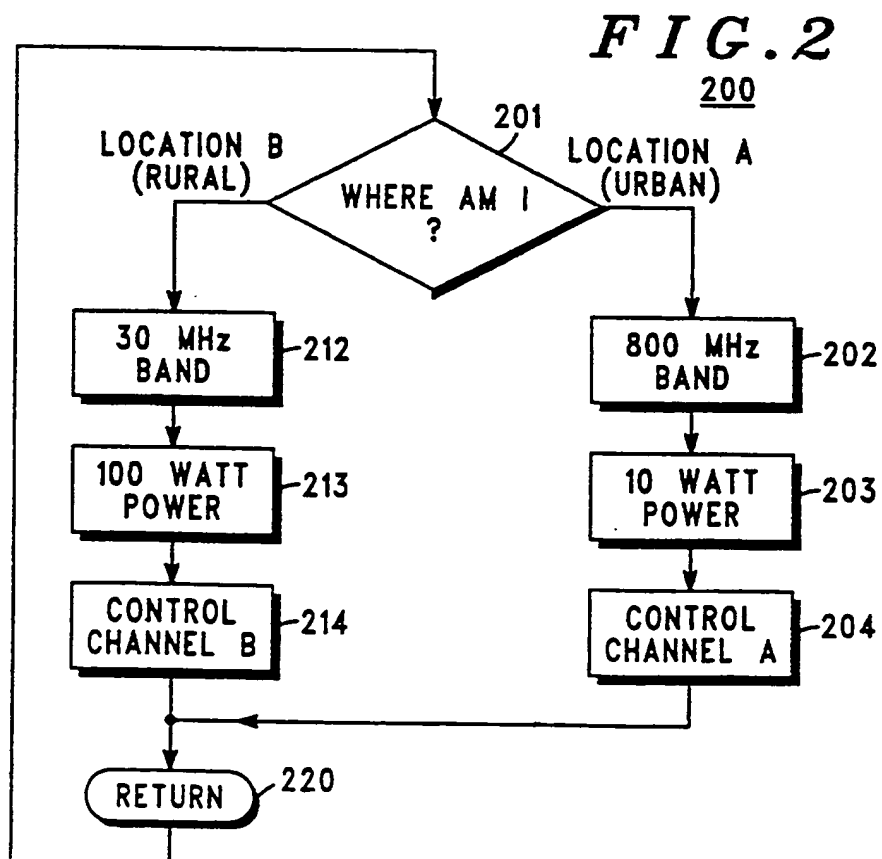 FIG.2
200
201
LOCATION B
(RURAL)
LOCATION A
(URBAN)
WHERE AM I
?
30 MHz
BAND
212
800 MHz
BAND
202
100 WATT
POWER
213
10 WATT
POWER
203
CONTROL
CHANNEL B
214
CONTROL
CHANNEL A
204
RETURN
220